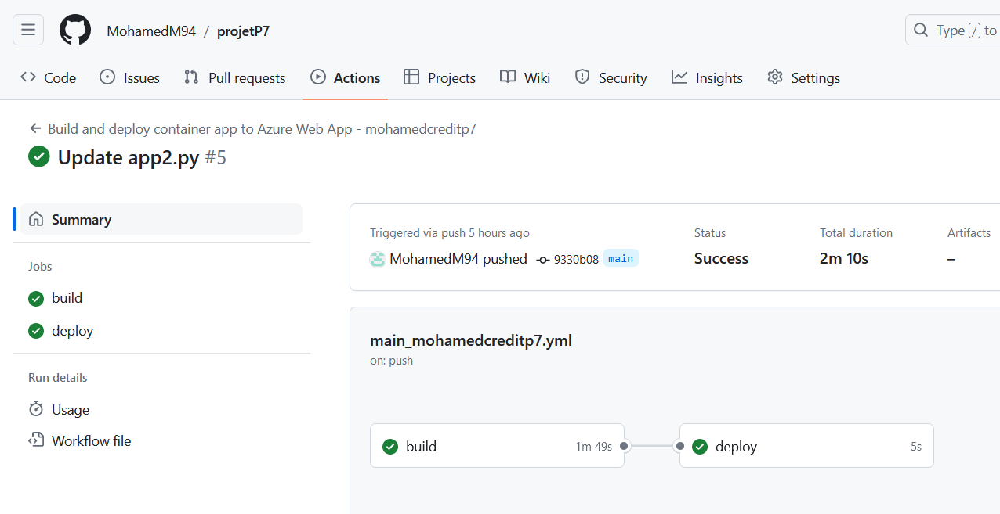 MohamedM94 / projetP7
Type / to
Code Issues Pull requests Actions Projects Wiki Security Insights Settings
Build and deploy container app to Azure Web App - mohamedcreditp7
Update app2.py #5
Summary
Jobs
build
deploy
Run details
Usage
Workflow file
Triggered via push 5 hours ago
MohamedM94 pushed 9330b08 main
Status
Success
Total duration
2m 10s
Artifacts
–
main_mohamedcreditp7.yml
on: push
build 1m 49s
deploy 5s